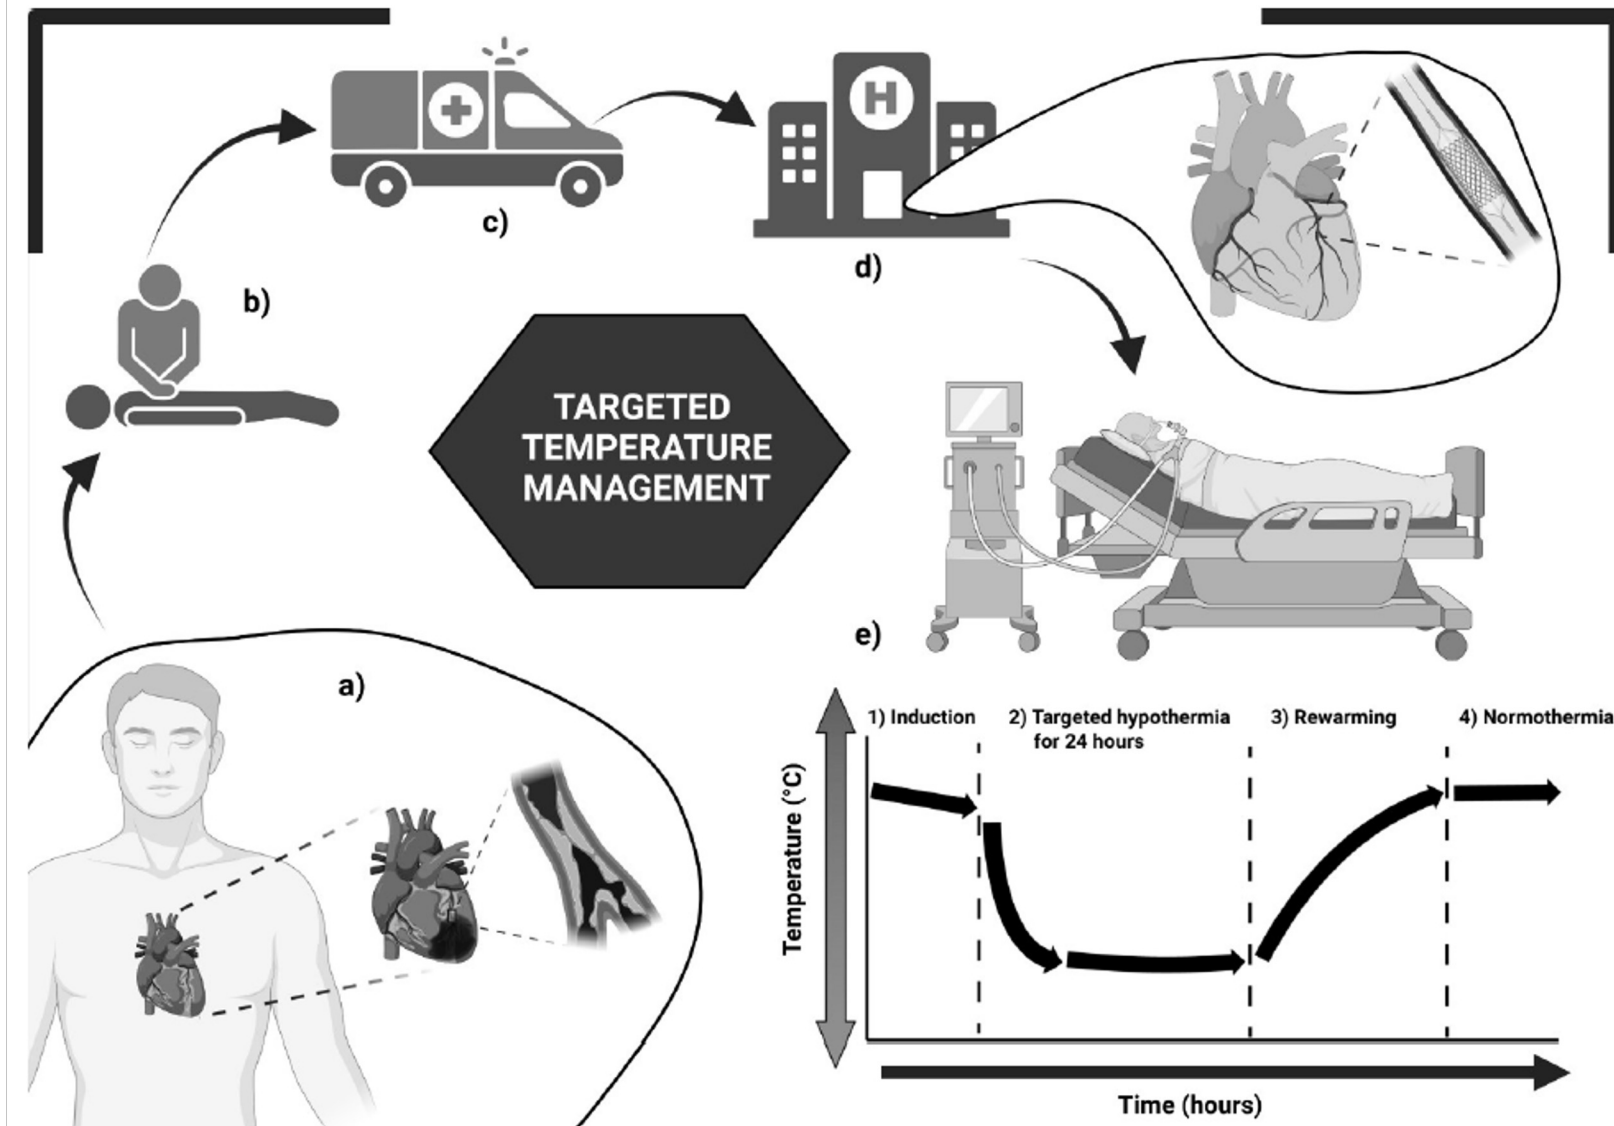 c)
H
d)
b)
TARGETED
TEMPERATURE
MANAGEMENT
e)
a)
1) Induction
2) Targeted hypothermia
for 24 hours
3) Rewarming
4) Normothermia
Temperature (°C)
Time (hours)